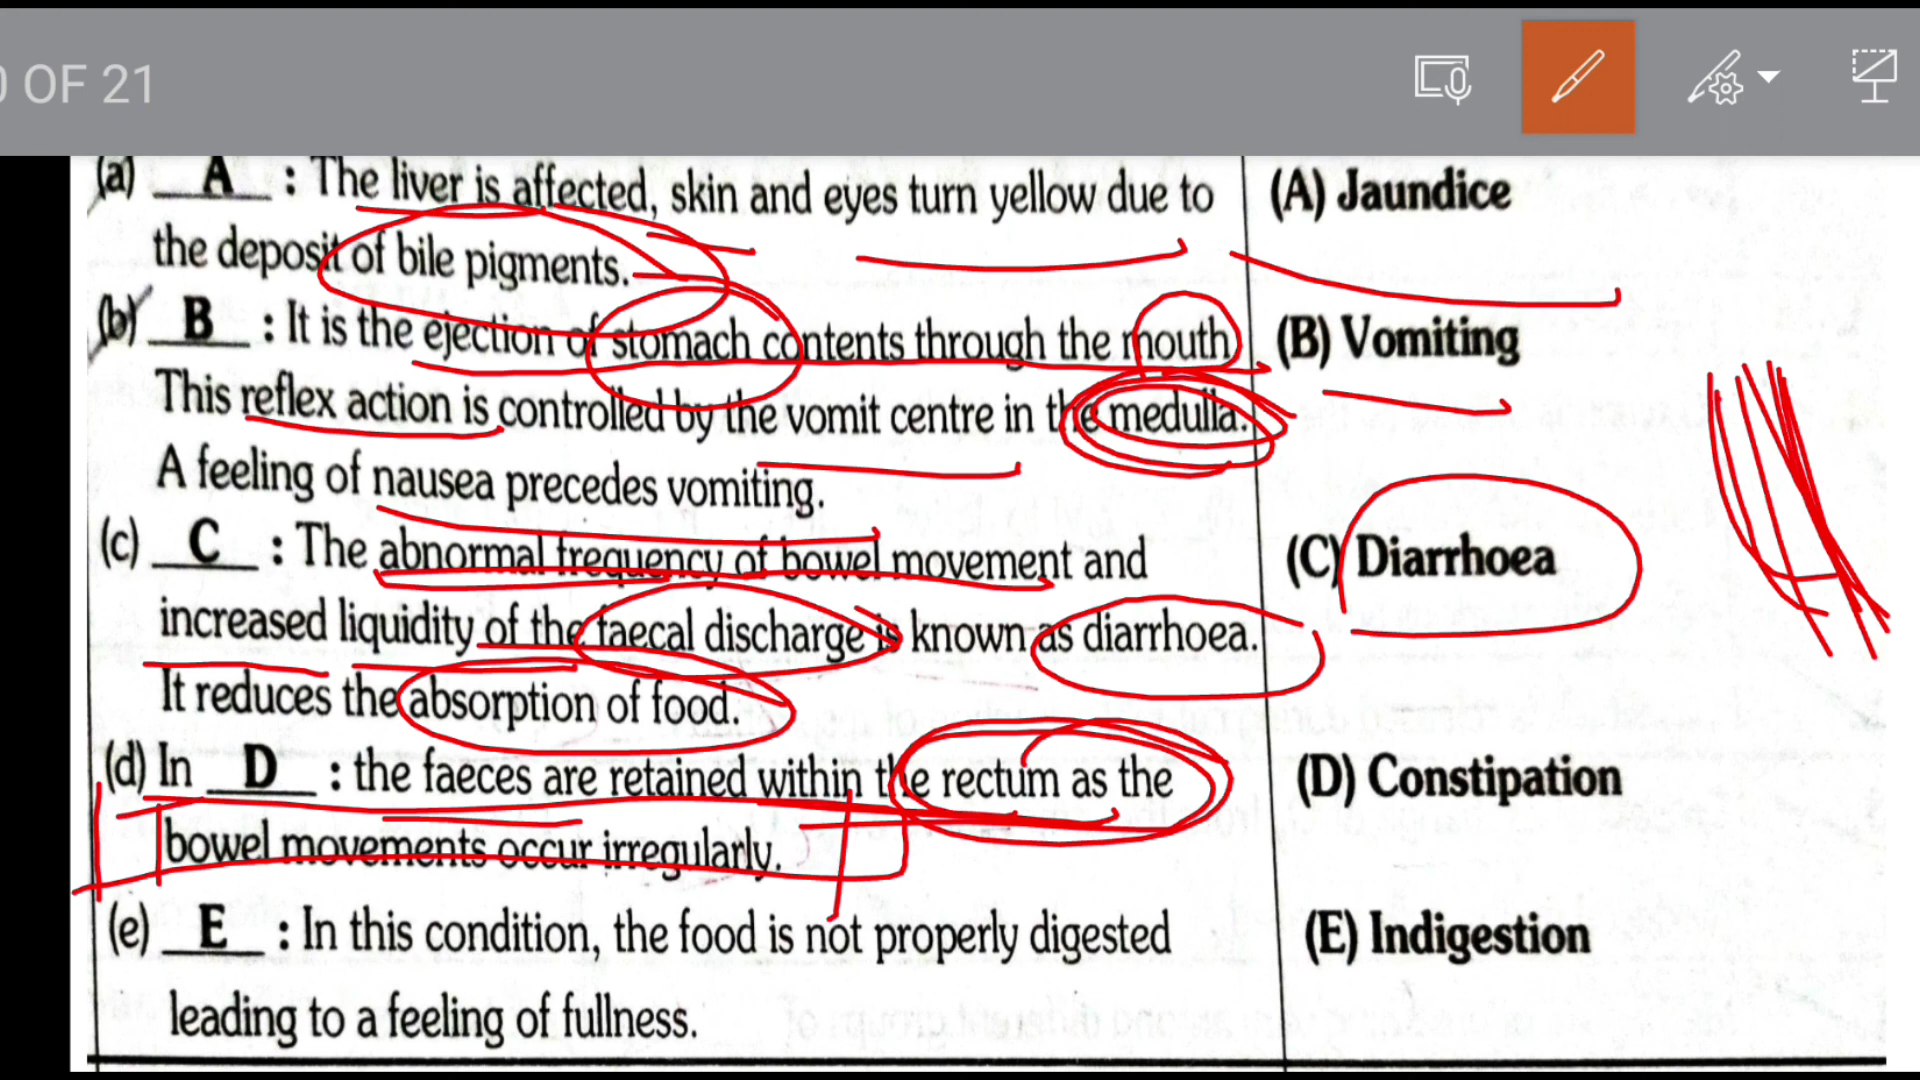 OF 21
(a) A : The liver is affected, skin and eyes turn yellow due to
the deposit of bile pigments.
(A) Jaundice
(b) B : It is the ejection of stomach contents through the mouth
This reflex action is controlled by the vomit centre in the medulla.
A feeling of nausea precedes vomiting.
(B) Vomiting
(c) C : The abnormal frequency of bowel movement and
increased liquidity of the faecal discharge is known as diarrhoea.
It reduces the absorption of food.
(C) Diarrhoea
(d) In D : the faeces are retained within the rectum as the
bowel movements occur irregularly.
(D) Constipation
(e) E : In this condition, the food is not properly digested
leading to a feeling of fullness.
(E) Indigestion